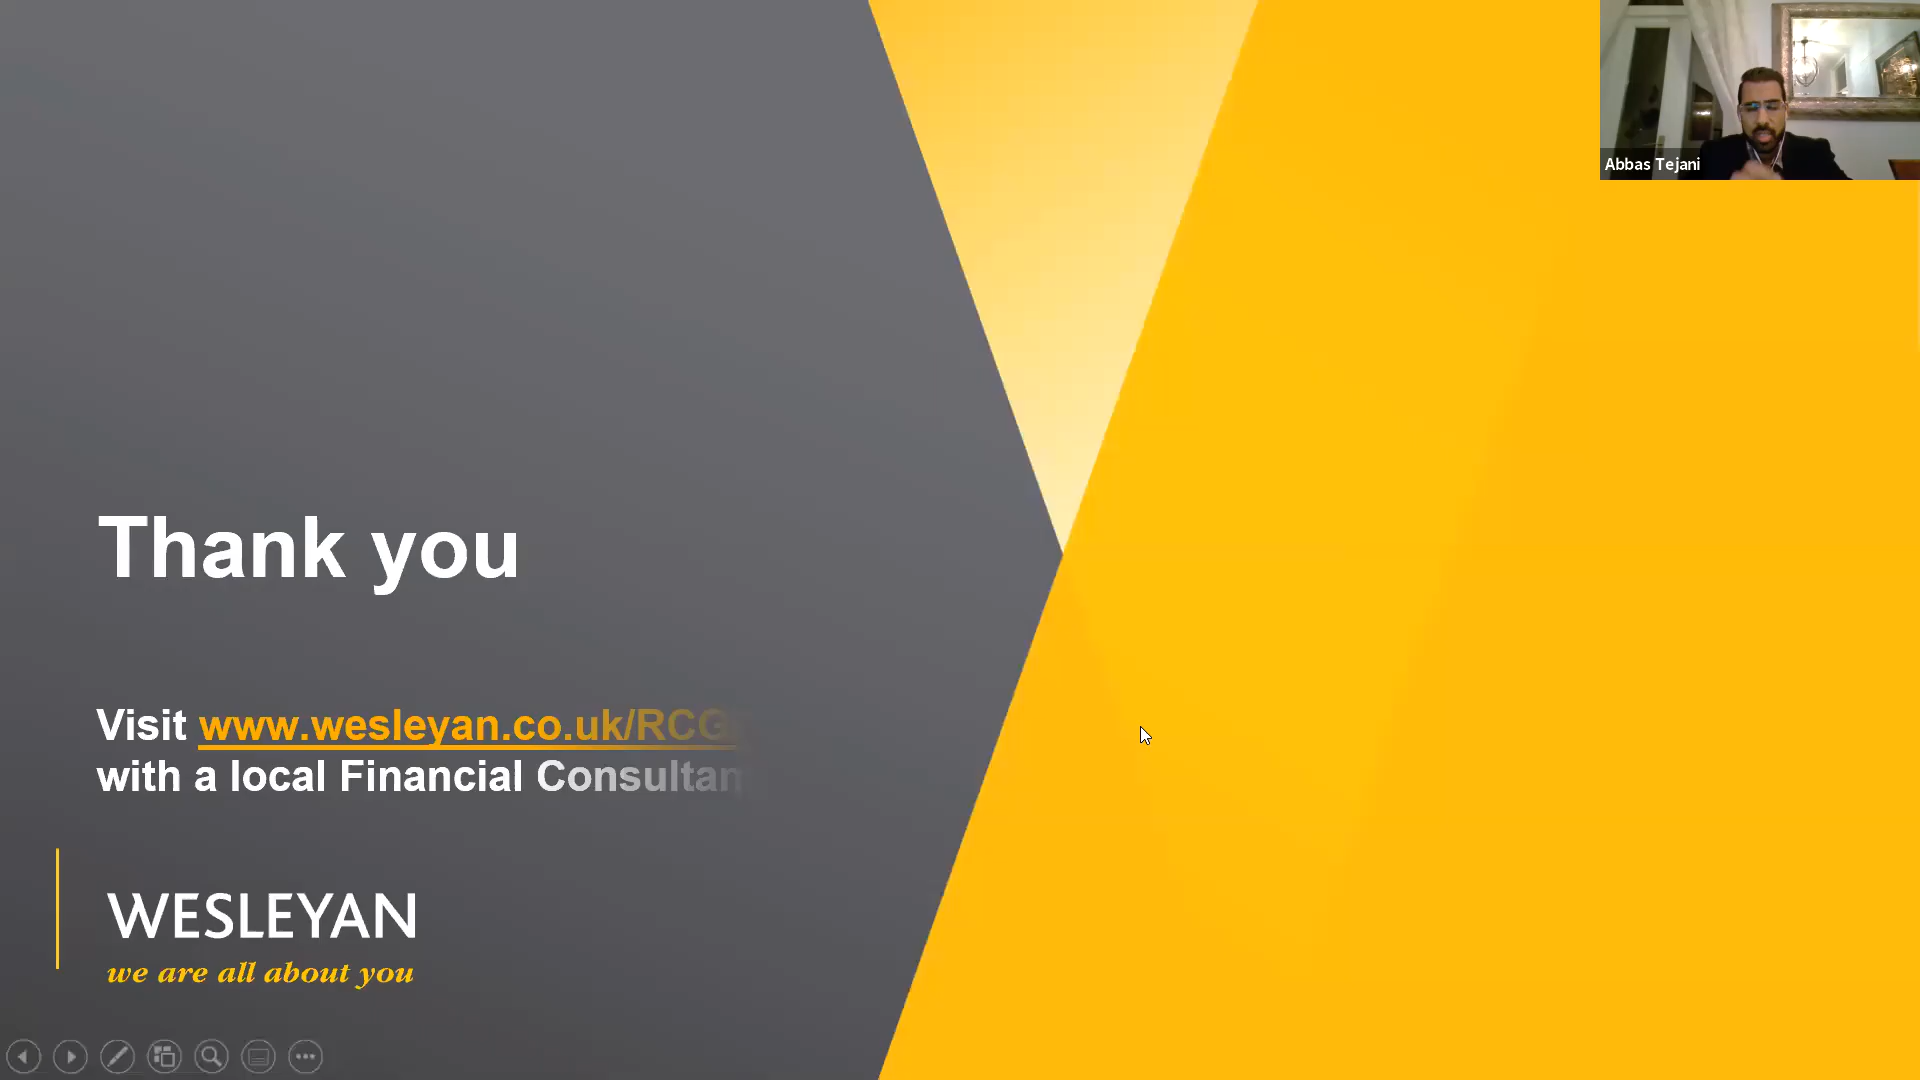 Abbas Tejani
Thank you
Visit www.wesleyan.co.uk/RCG
with a local Financial Consultan
WESLEYAN
we are all about you